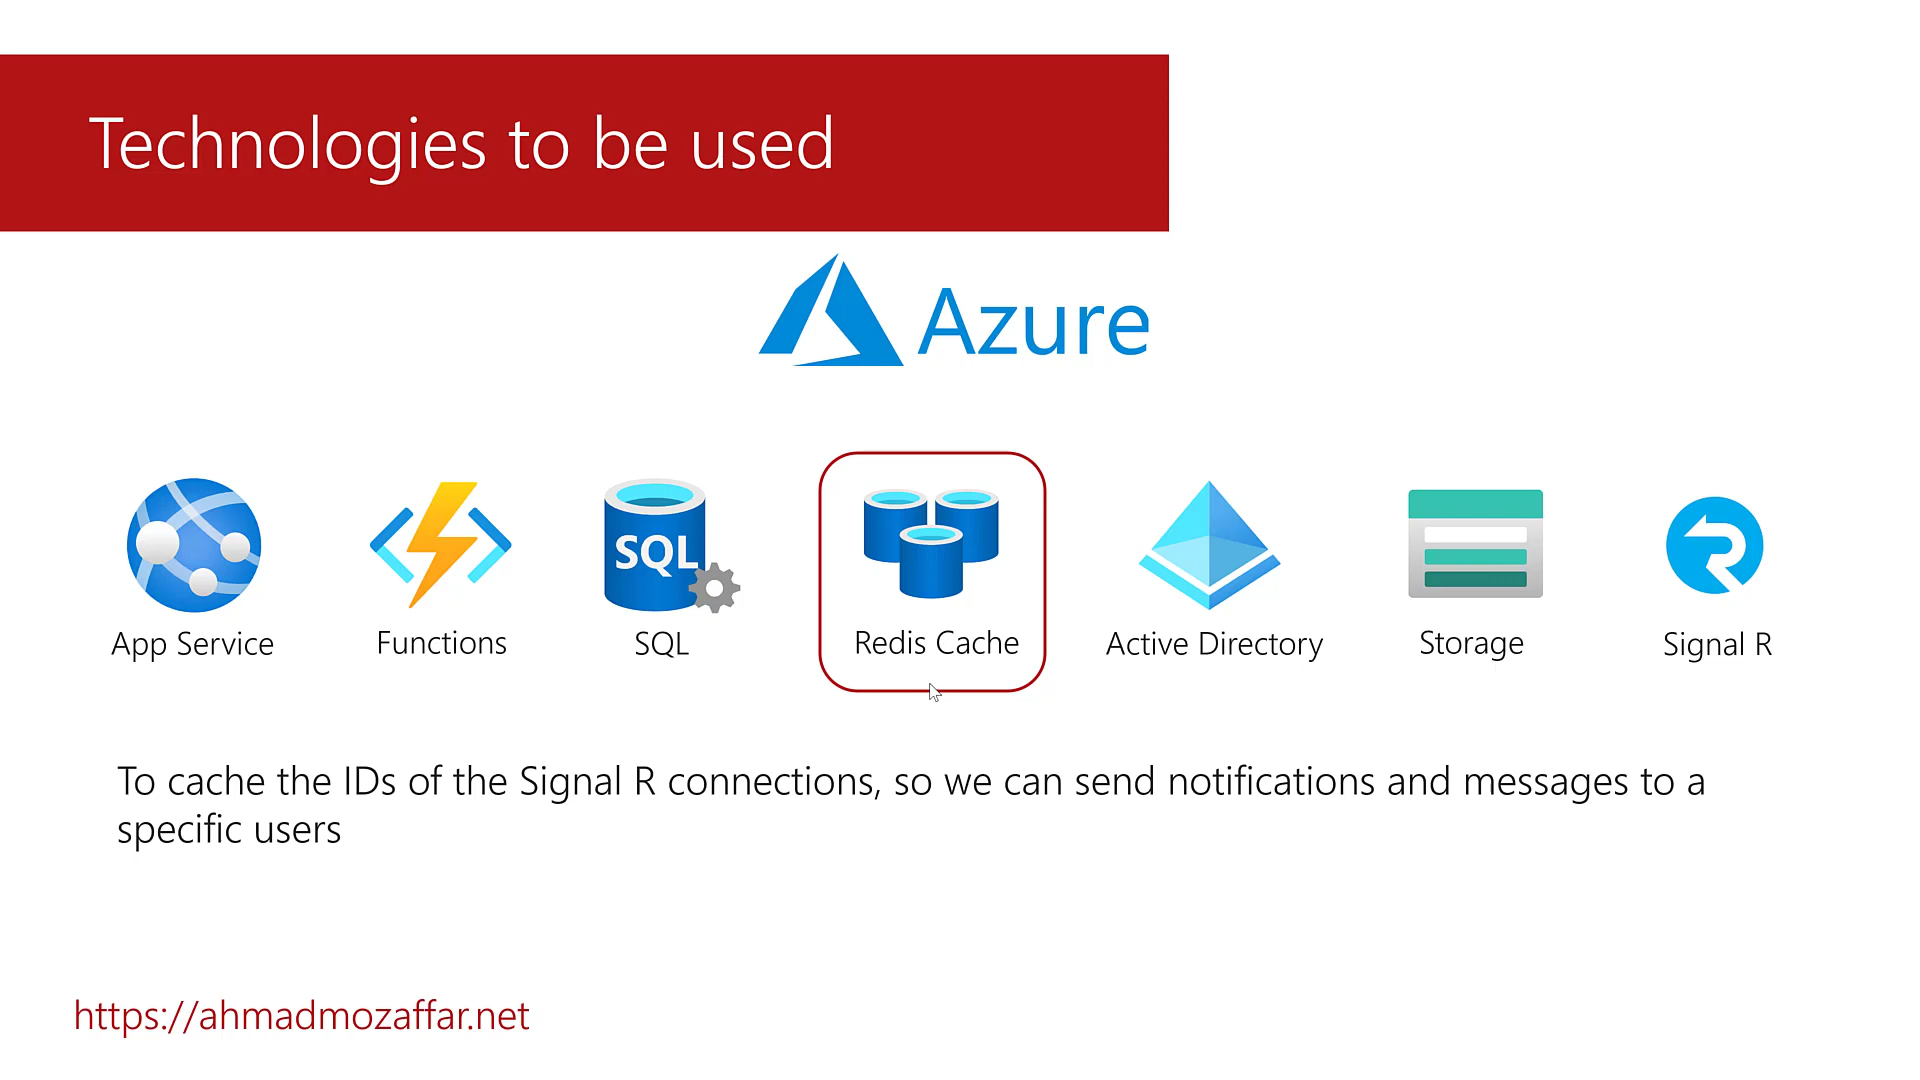 Technologies to be used
Azure
SQL
App Service
Functions
SQL
Redis Cache
Active Directory
Storage
Signal R
To cache the IDs of the Signal R connections, so we can send notifications and messages to a
specific users
https://ahmadmozaffar.net